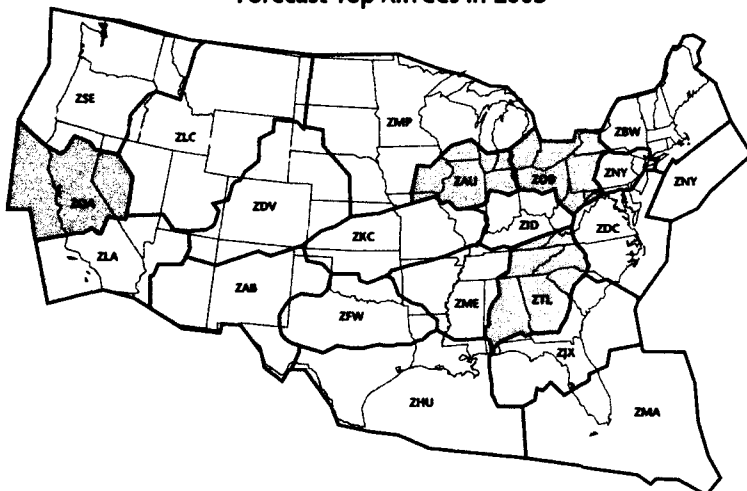 Forecast Top ARTCCs in 2005
ZSE
ZLC
ZMP
ZBW
ZAU
ZOB
ZNY
ZNY
ZOA
ZDV
ZKC
ZID
ZDC
ZLA
ZAB
ZFW
ZME
ZTL
ZJX
ZHU
ZMA